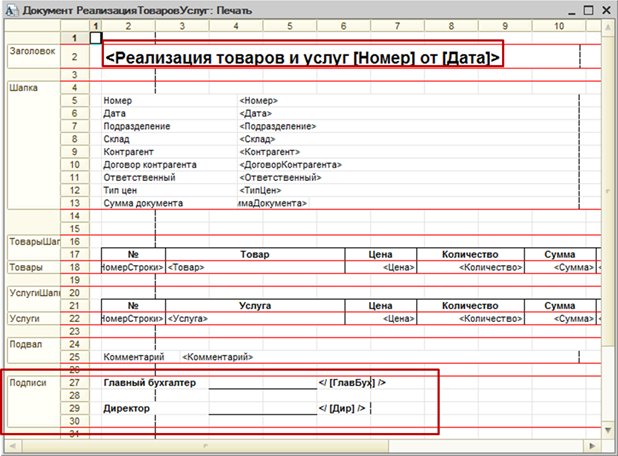 Документ РеализацияТоваровУслуг: Печать
1 2 3 4 5 6 7 8 9 10
1
Заголовок 2 <Реализация товаров и услуг [Номер] от [Дата]>
3
Шапка 4
5 Номер <Номер>
6 Дата <Дата>
7 Подразделение <Подразделение>
8 Склад <Склад>
9 Контрагент <Контрагент>
10 Договор контрагента <ДоговорКонтрагента>
11 Ответственный <Ответственный>
12 Тип цен <ТипЦен>
13 Сумма документа ммаДокумента>
14
15
ТоварыШап 16
17 № Товар Цена Количество Сумма
Товары 18 НомерСтроки> <Товар> <Цена> <Количество> <Сумма> <
19
УслугиШап 20
21 № Услуга Цена Количество Сумма
Услуги 22 НомерСтроки> <Услуга> <Цена> <Количество> <Сумма> <
23
Подвал 24
25 Комментарий <Комментарий>
26
Подписи 27 Главный бухгалтер </ [ГлавБух] />
28
29 Директор </ [Дир] />
30
31